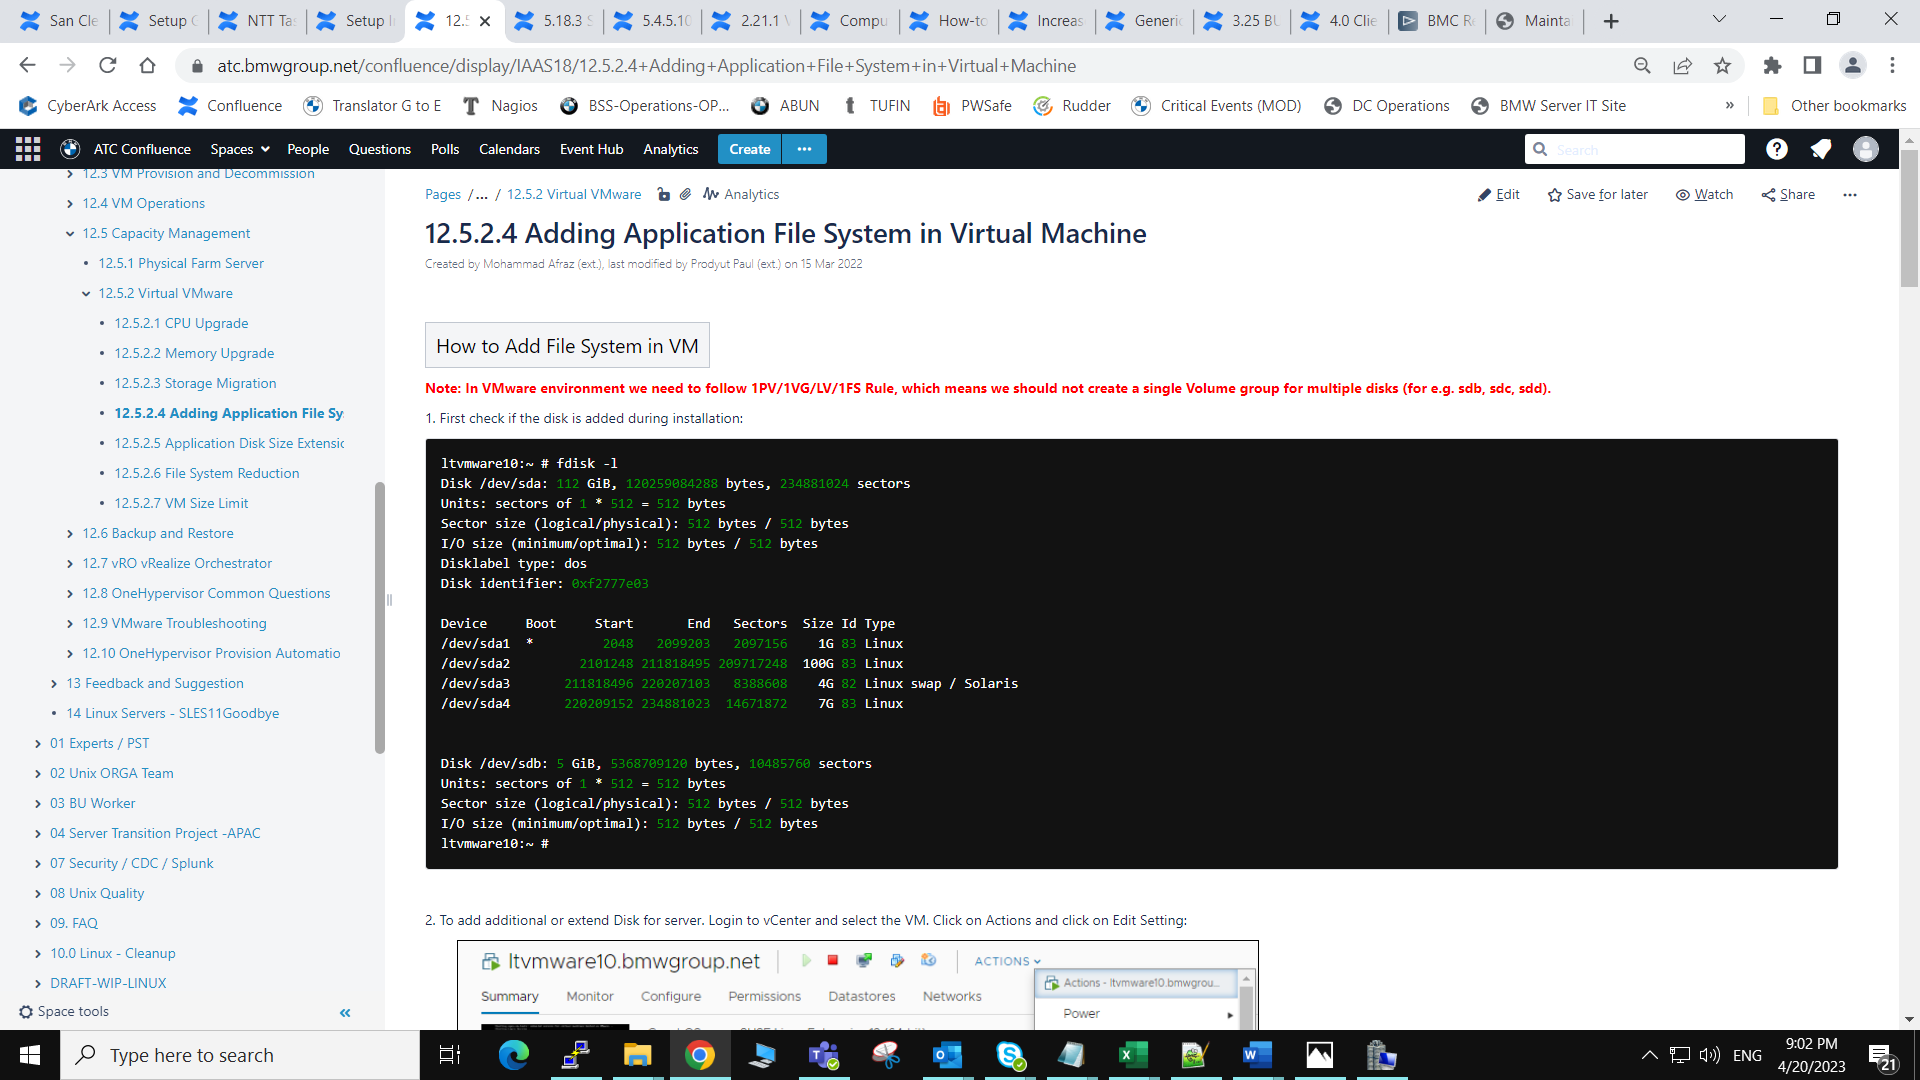 San Cle
Setup C
NTT Tas
Setup In
12.5
5.18.3 S
5.4.5.10
2.21.1 V
Compu
How-to
Increas
Generic
3.25 BU
4.0 Clie
BMC Re
Mainta
atc.bmwgroup.net/confluence/display/IAAS18/12.5.2.4+Adding+Application+File+System+in+Virtual+Machine
CyberArk Access
Confluence
Translator G to E
Nagios
BSS-Operations-OP...
ABUN
TUFIN
PWSafe
Rudder
Critical Events (MOD)
DC Operations
BMW Server IT Site
»
Other bookmarks
ATC Confluence
Spaces
People
Questions
Polls
Calendars
Event Hub
Analytics
Create
Search
12.3 VM Provision and Decommission
12.4 VM Operations
12.5 Capacity Management
12.5.1 Physical Farm Server
12.5.2 Virtual VMware
12.5.2.1 CPU Upgrade
12.5.2.2 Memory Upgrade
12.5.2.3 Storage Migration
12.5.2.4 Adding Application File Sy
12.5.2.5 Application Disk Size Extensic
12.5.2.6 File System Reduction
12.5.2.7 VM Size Limit
12.6 Backup and Restore
12.7 vRO vRealize Orchestrator
12.8 OneHypervisor Common Questions
12.9 VMware Troubleshooting
12.10 OneHypervisor Provision Automatio
13 Feedback and Suggestion
14 Linux Servers - SLES11Goodbye
01 Experts / PST
02 Unix ORGA Team
03 BU Worker
04 Server Transition Project -APAC
07 Security / CDC / Splunk
08 Unix Quality
09. FAQ
10.0 Linux - Cleanup
DRAFT-WIP-LINUX
Space tools
«
Pages /... / 12.5.2 Virtual VMware Analytics
Edit
Save for later
Watch
Share
12.5.2.4 Adding Application File System in Virtual Machine
Created by Mohammad Afraz (ext.), last modified by Prodyut Paul (ext.) on 15 Mar 2022
How to Add File System in VM
Note: In VMware environment we need to follow 1PV/1VG/LV/1FS Rule, which means we should not create a single Volume group for multiple disks (for e.g. sdb, sdc, sdd).
1. First check if the disk is added during installation:
ltvmware10:~ # fdisk -l
Disk /dev/sda: 112 GiB, 120259084288 bytes, 234881024 sectors
Units: sectors of 1 * 512 = 512 bytes
Sector size (logical/physical): 512 bytes / 512 bytes
I/O size (minimum/optimal): 512 bytes / 512 bytes
Disklabel type: dos
Disk identifier: 0xf2777e03
Device Boot Start End Sectors Size Id Type
/dev/sda1 * 2048 2099203 2097156 1G 83 Linux
/dev/sda2 2101248 211818495 209717248 100G 83 Linux
/dev/sda3 211818496 220207103 8388608 4G 82 Linux swap / Solaris
/dev/sda4 220209152 234881023 14671872 7G 83 Linux
Disk /dev/sdb: 5 GiB, 5368709120 bytes, 10485760 sectors
Units: sectors of 1 * 512 = 512 bytes
Sector size (logical/physical): 512 bytes / 512 bytes
I/O size (minimum/optimal): 512 bytes / 512 bytes
ltvmware10:~ #
2. To add additional or extend Disk for server. Login to vCenter and select the VM. Click on Actions and click on Edit Setting:
ltvmware10.bmwgroup.net
ACTIONS
Summary
Monitor
Configure
Permissions
Datastores
Networks
Actions - ltvmware10.bmwgrou...
Power
Type here to search
ENG
9:02 PM
4/20/2023
21